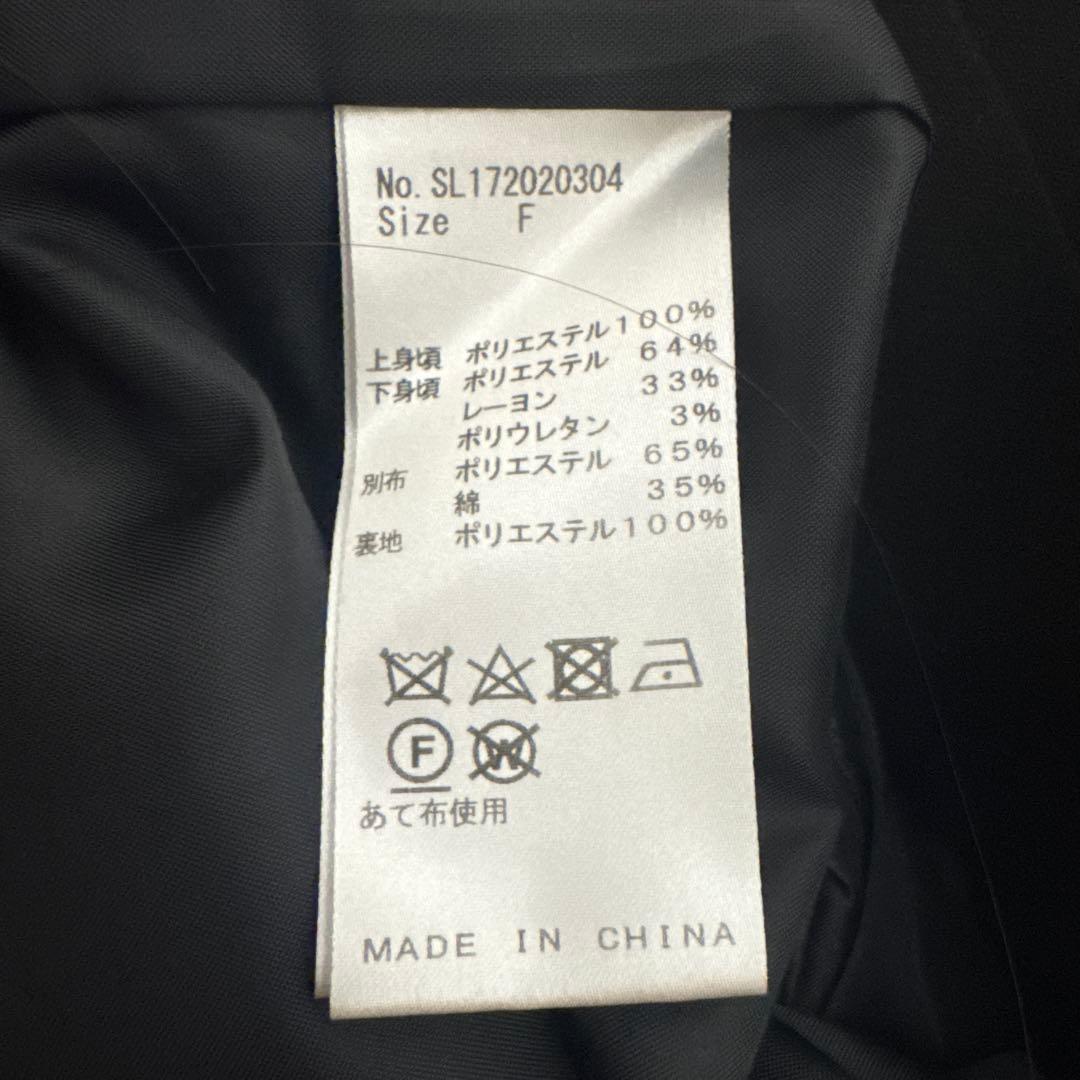 No. SL172020304
Size F
上身頃 ポリエステル100%
下身頃 ポリエステル 64%
レーヨン 33%
ポリウレタン 3%
別布 ポリエステル 65%
綿 35%
裏地 ポリエステル100%
F W
あて布使用
MADE IN CHINA